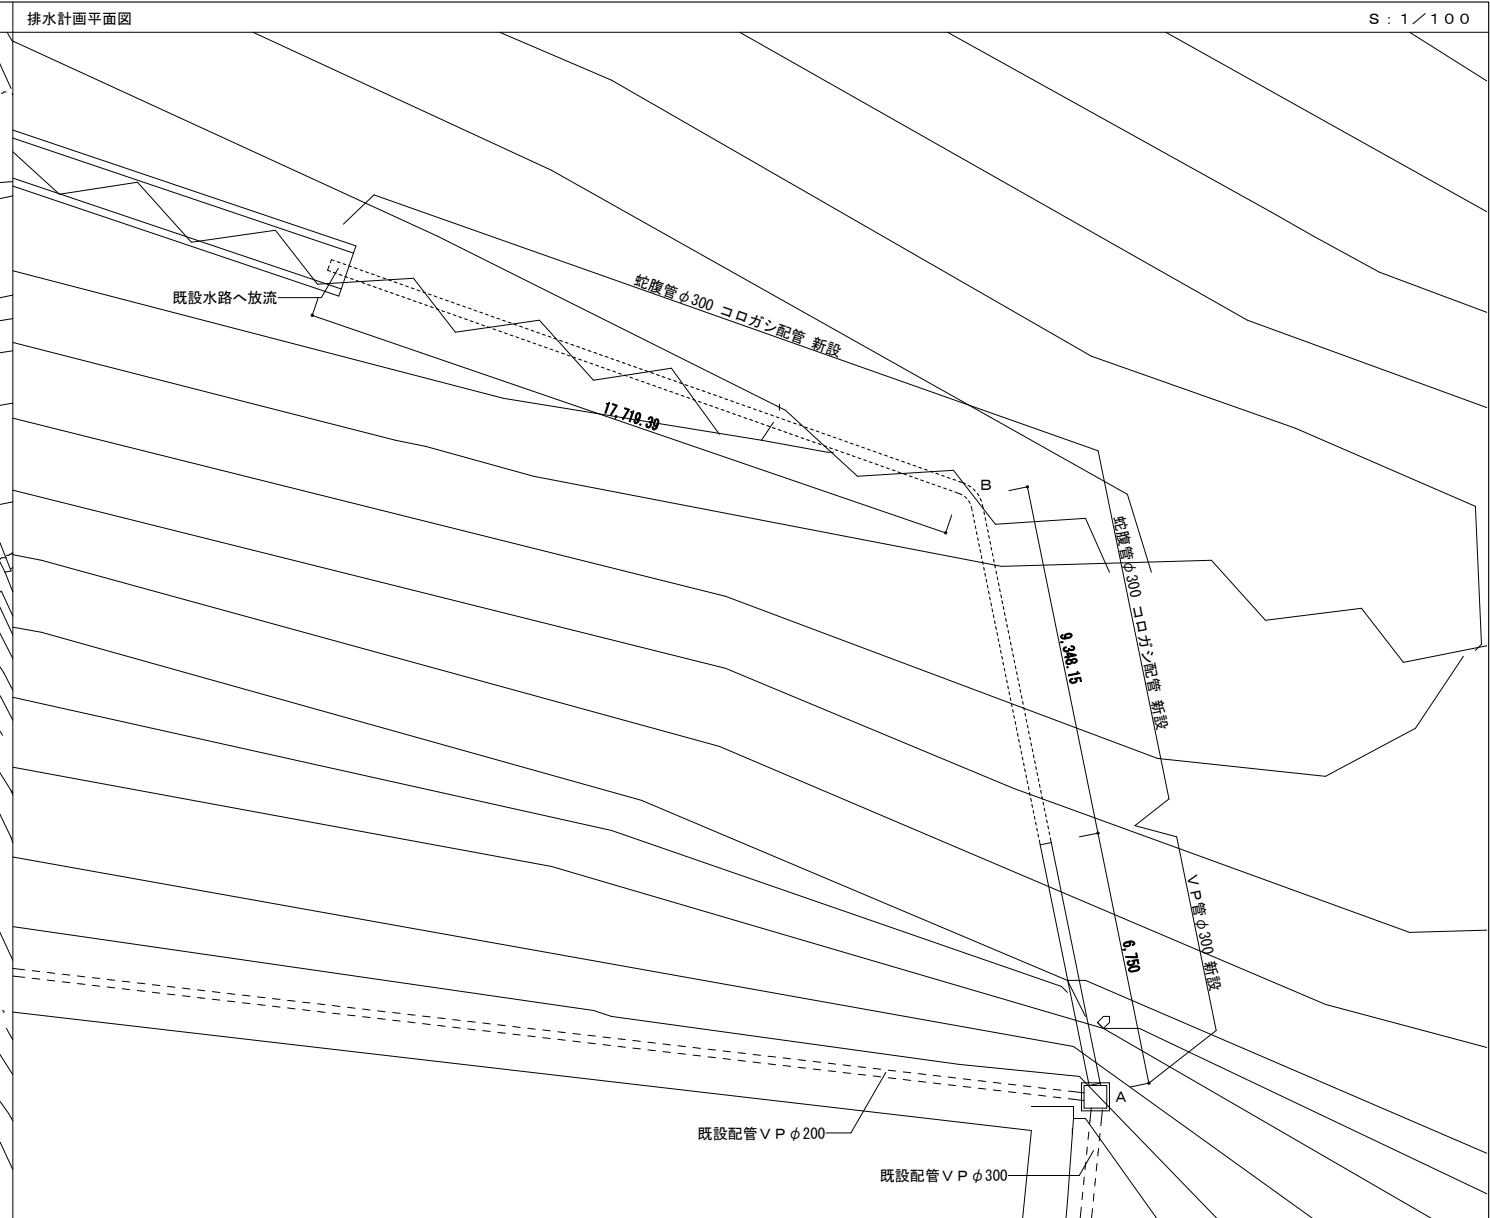 排水計画平面図
S：1／100
既設水路へ放流
蛇腹管φ300 コロガシ配管 新設
17,719.39
B
蛇腹管φ300 コロガシ配管 新設
9,348.15
VP管φ300 新設
6,750
A
既設配管VPφ200
既設配管VPφ300